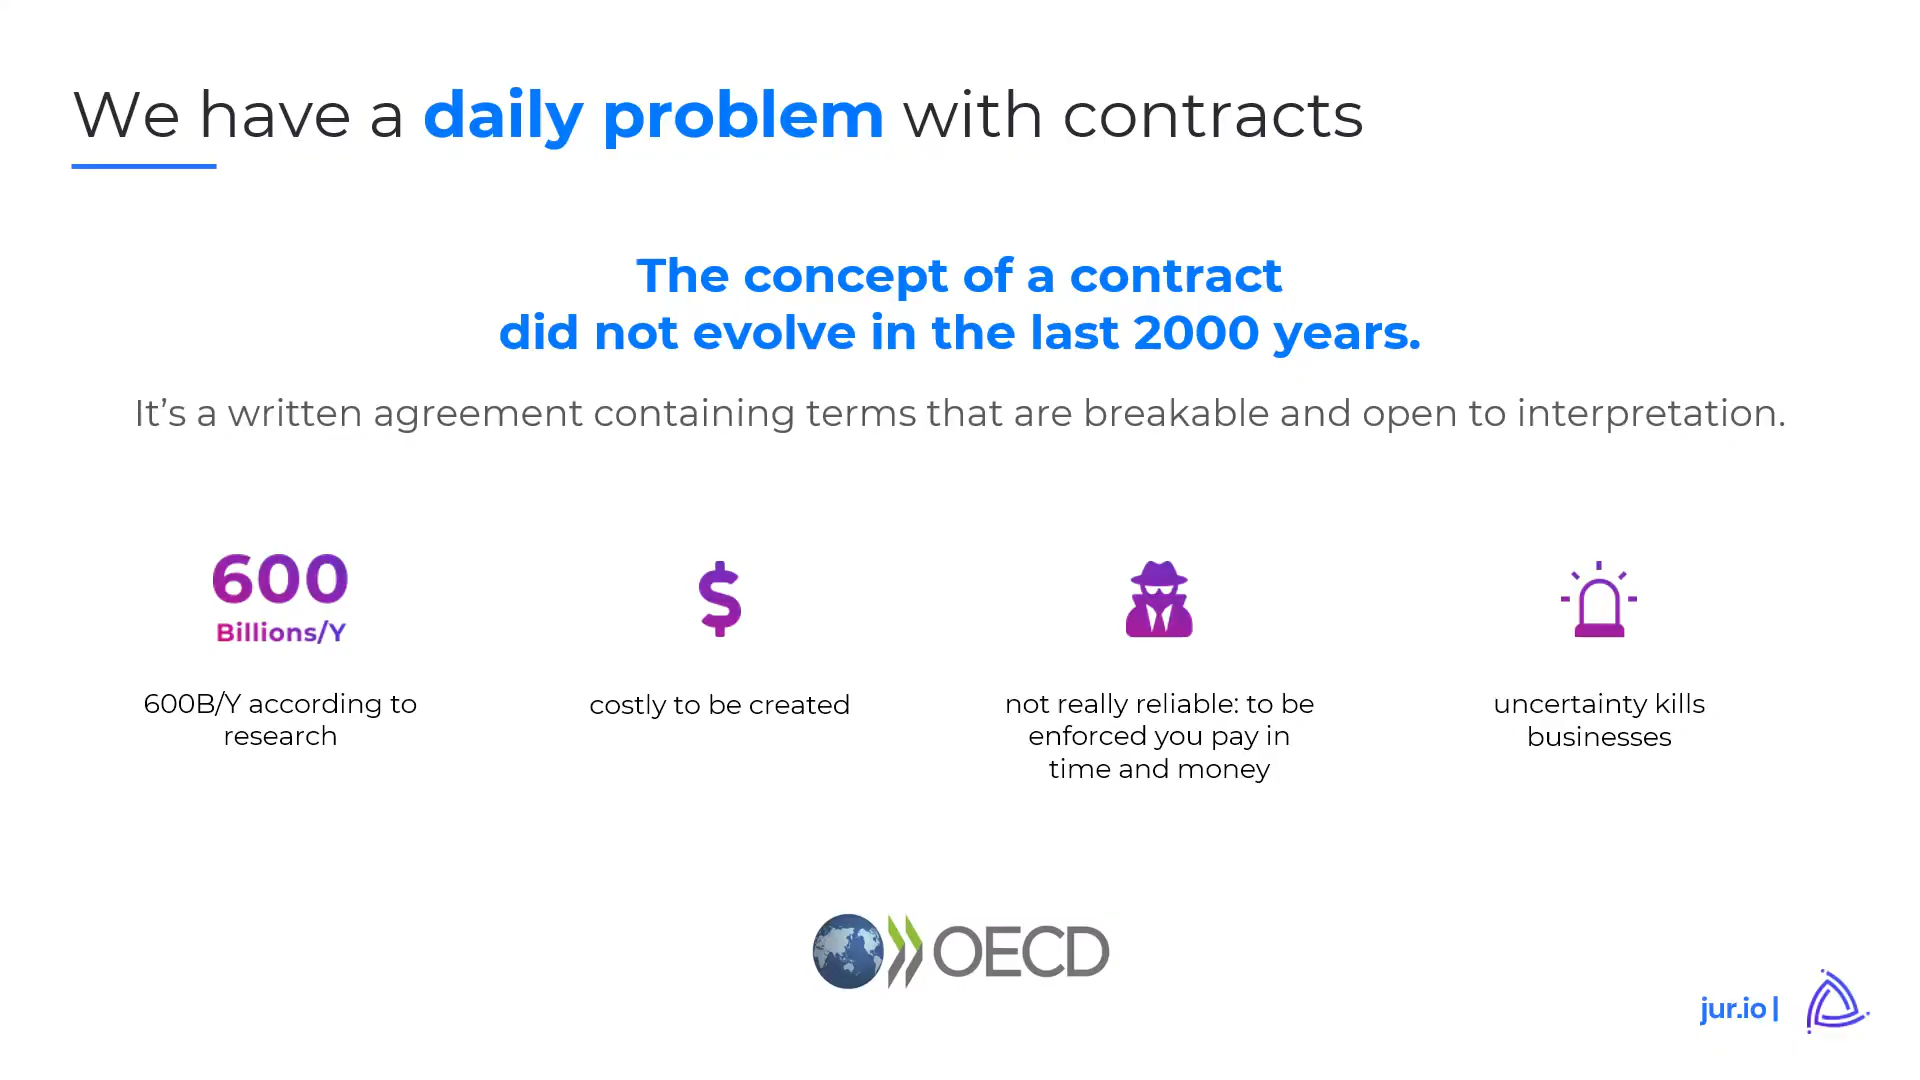 We have a daily problem with contracts
The concept of a contract
did not evolve in the last 2000 years.
It’s a written agreement containing terms that are breakable and open to interpretation.
600
Billions/Y
600B/Y according to
research
$
costly to be created
not really reliable: to be
enforced you pay in
time and money
uncertainty kills
businesses
OECD
jur.io |